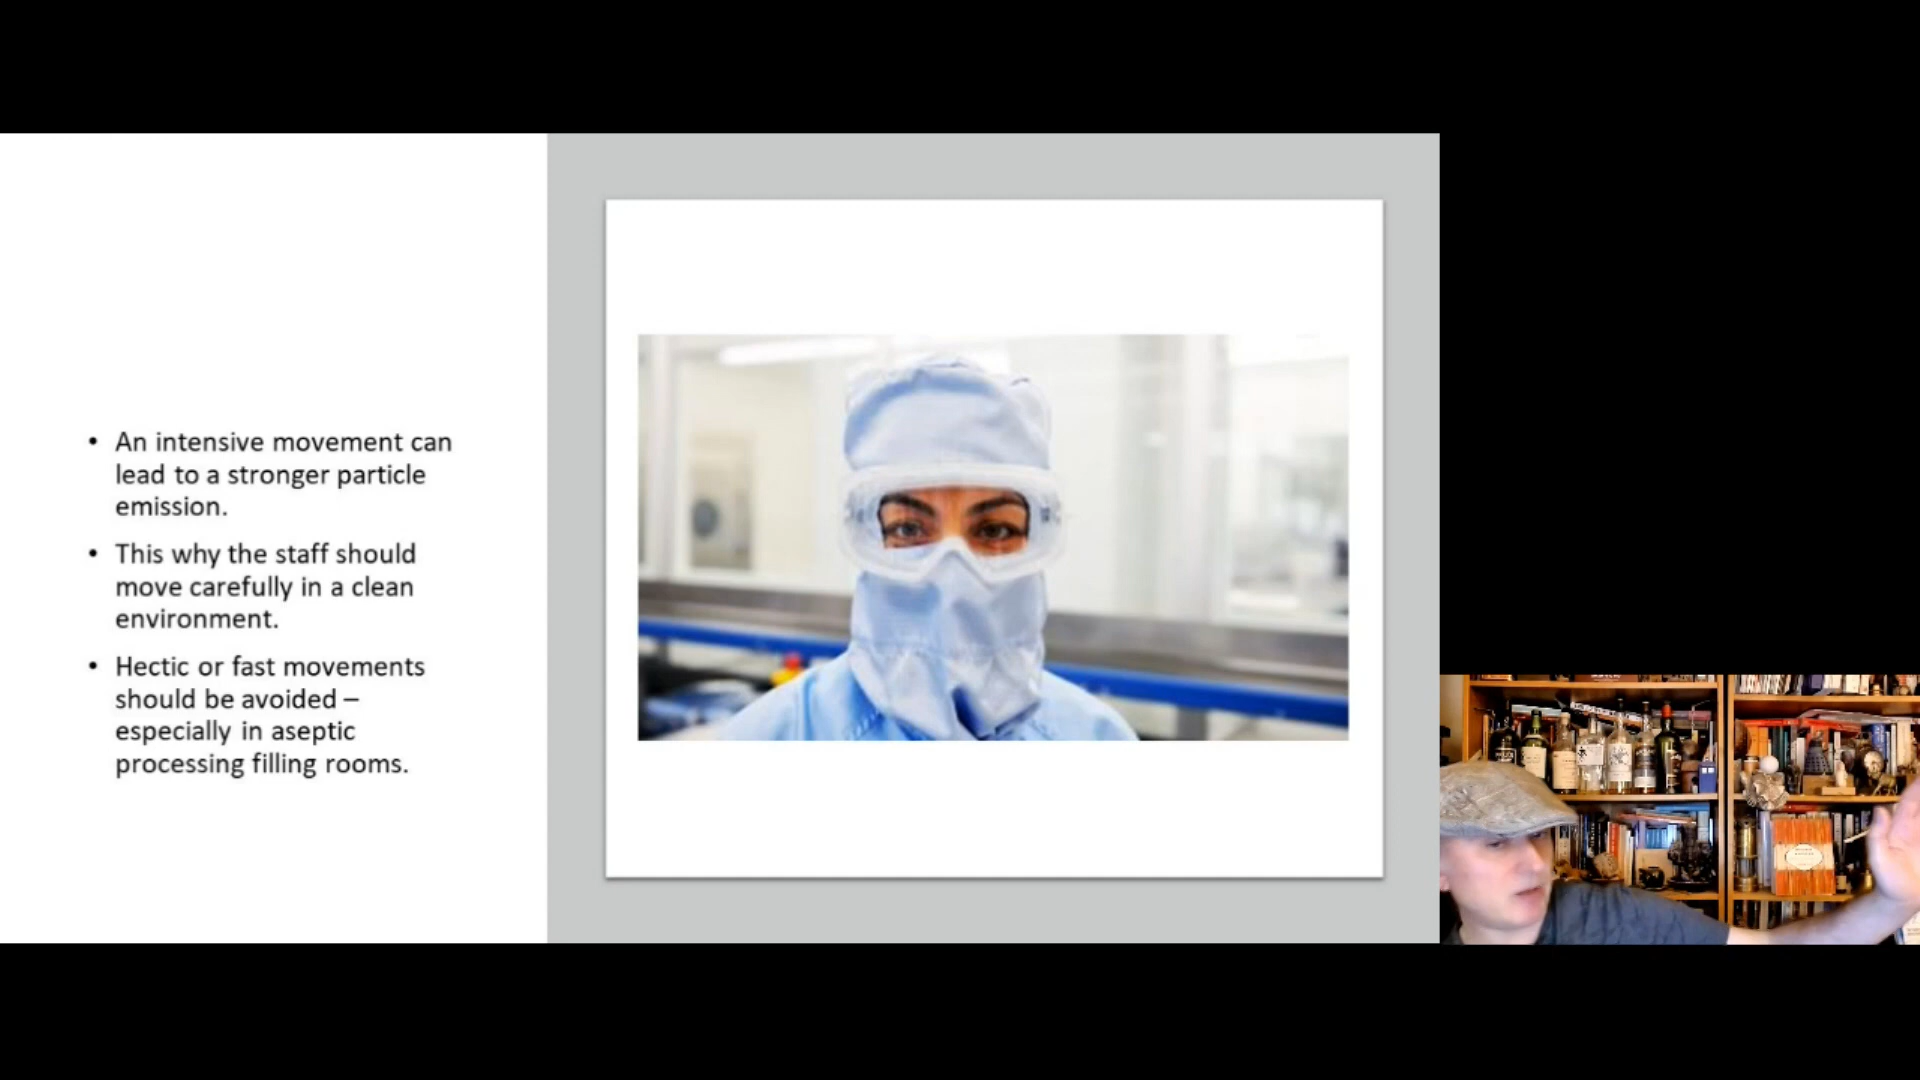 • An intensive movement can
lead to a stronger particle
emission.
• This why the staff should
move carefully in a clean
environment.
• Hectic or fast movements
should be avoided –
especially in aseptic
processing filling rooms.